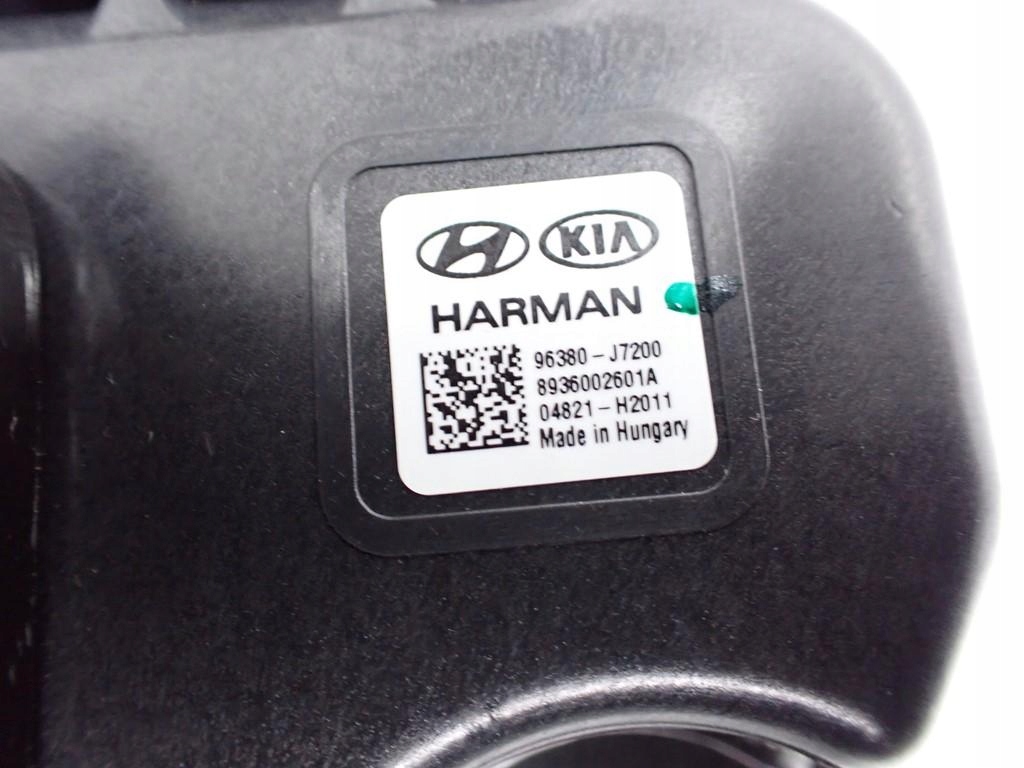 KIA
HARMAN
96380-J7200
8936002601A
04821-H2011
Made in Hungary